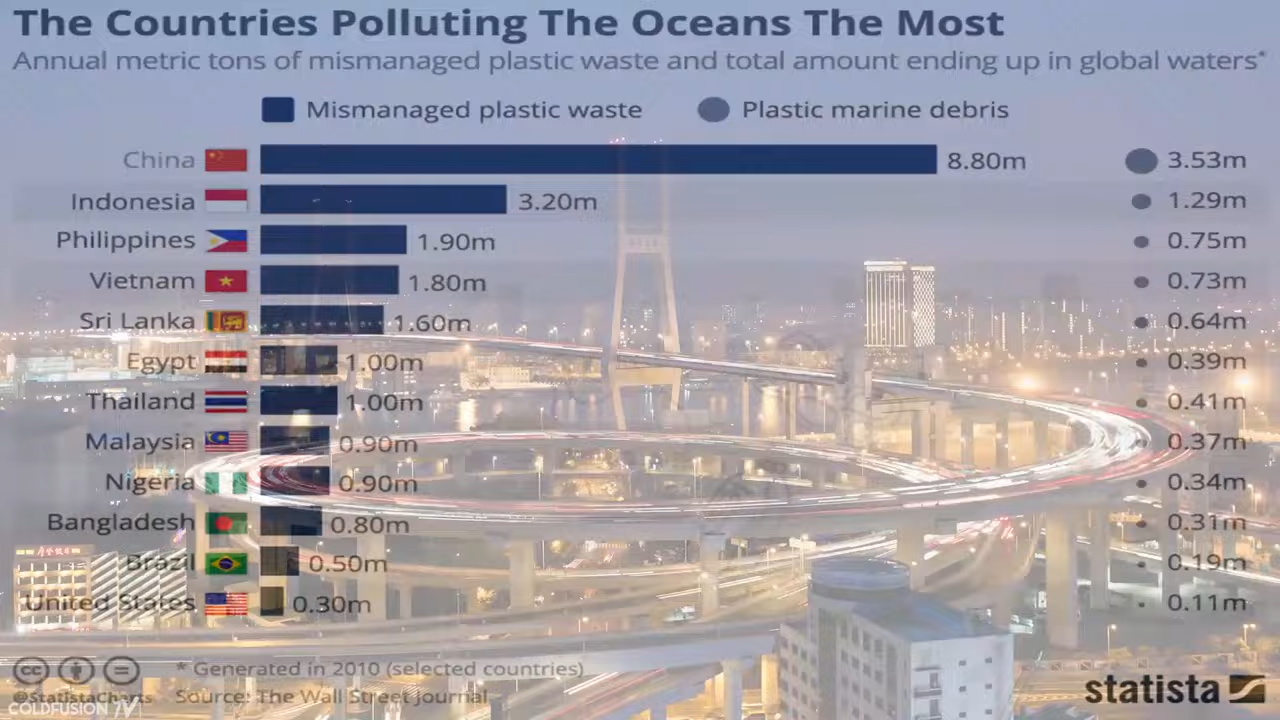 The Countries Polluting The Oceans The Most
Annual metric tons of mismanaged plastic waste and total amount ending up in global waters*
Mismanaged plastic waste Plastic marine debris
China 8.80m 3.53m
Indonesia 3.20m 1.29m
Philippines 1.90m 0.75m
Vietnam 1.80m 0.73m
Sri Lanka 1.60m 0.64m
Egypt 1.00m 0.39m
Thailand 1.00m 0.41m
Malaysia 0.90m 0.37m
Nigeria 0.90m 0.34m
Bangladesh 0.80m 0.31m
Brazil 0.50m 0.19m
United States 0.30m 0.11m
cc
* Generated in 2010 (selected countries)
@StatistaCharts Source: The Wall Street Journal
COLDFUSION TV
statista